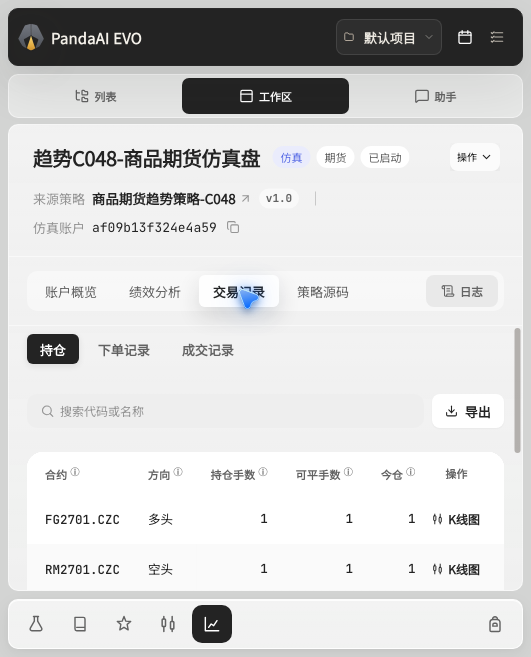 PandaAI EVO
默认项目
列表
工作区
助手
趋势C048-商品期货仿真盘 仿真 期货 已启动 操作
来源策略 商品期货趋势策略-C048 v1.0
仿真账户 af09b13f324e4a59
账户概览 绩效分析 交易记录 策略源码 日志
持仓 下单记录 成交记录
搜索代码或名称 导出
合约 方向 持仓手数 可平手数 今仓 操作
FG2701.CZC 多头 1 1 1 K线图
RM2701.CZC 空头 1 1 1 K线图